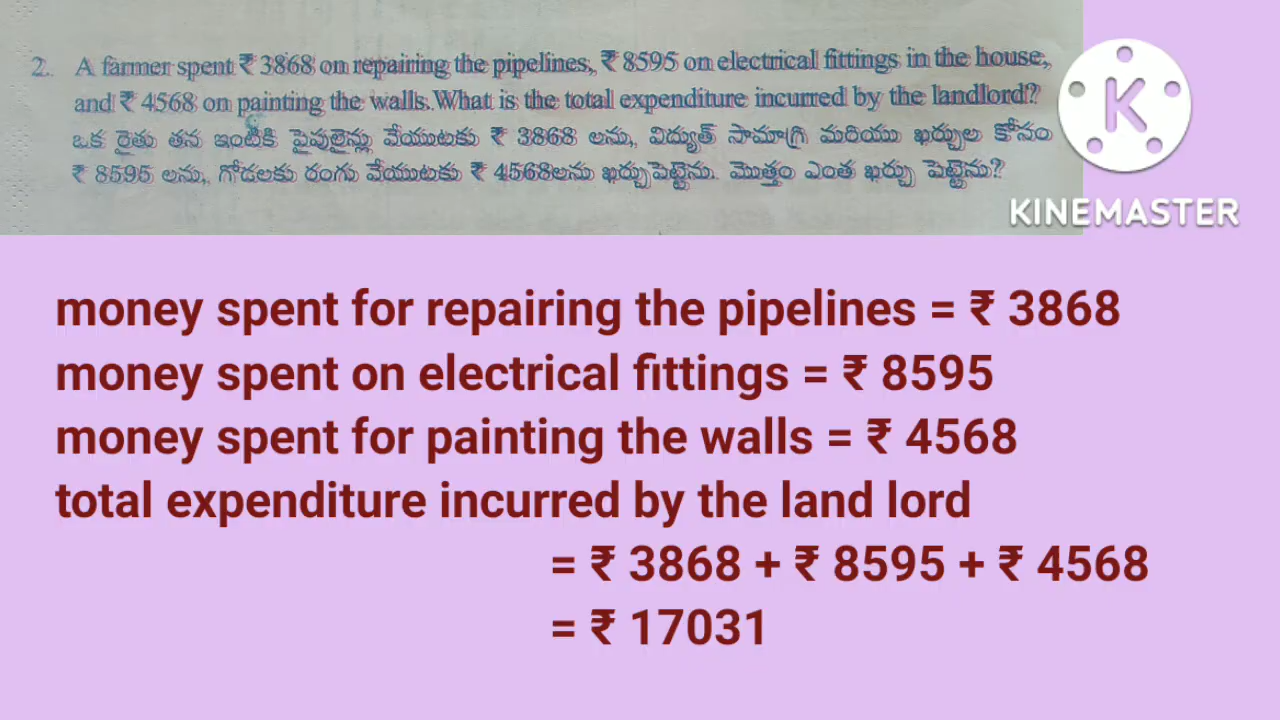 2. A farmer spent ₹ 3868 on repairing the pipelines, ₹ 8595 on electrical fittings in the house,
and ₹ 4568 on painting the walls. What is the total expenditure incurred by the landlord?
ఒక రైతు తన ఇంటికి పైపులైన్లు వేయుటకు ₹ 3868 లను, విద్యుత్ సామాగ్రి మరియు ఖర్చుల కోసం
₹ 8595 లను, గోడలకు రంగు వేయుటకు ₹ 4568లను ఖర్చుపెట్టెను. మొత్తం ఎంత ఖర్చు పెట్టెను?
K
KINEMASTER
money spent for repairing the pipelines = ₹ 3868
money spent on electrical fittings = ₹ 8595
money spent for painting the walls = ₹ 4568
total expenditure incurred by the land lord
= ₹ 3868 + ₹ 8595 + ₹ 4568
= ₹ 17031